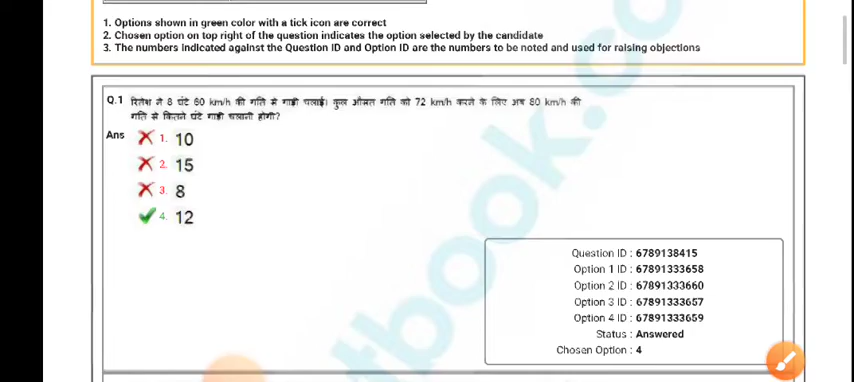 1. Options shown in green color with a tick icon are correct
2. Chosen option on top right of the question indicates the option selected by the candidate
3. The numbers indicated against the Question ID and Option ID are the numbers to be noted and used for raising objections
Q.1 रितेश ने 8 घंटे 60 km/h की गति से गाड़ी चलाई। कुल औसत गति को 72 km/h करने के लिए अब 80 km/h की
गति से कितने घंटे गाड़ी चलानी होगी?
Ans 1. 10
2. 15
3. 8
4. 12
Question ID : 6789138415
Option 1 ID : 67891333658
Option 2 ID : 67891333660
Option 3 ID : 67891333657
Option 4 ID : 67891333659
Status : Answered
Chosen Option : 4
tbook.com